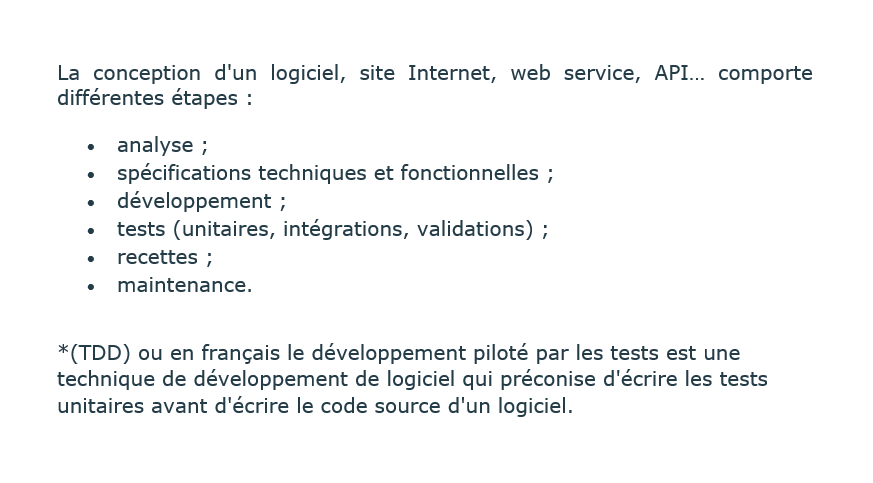 La conception d'un logiciel, site Internet, web service, API… comporte
différentes étapes :
• analyse ;
• spécifications techniques et fonctionnelles ;
• développement ;
• tests (unitaires, intégrations, validations) ;
• recettes ;
• maintenance.
*(TDD) ou en français le développement piloté par les tests est une
technique de développement de logiciel qui préconise d'écrire les tests
unitaires avant d'écrire le code source d'un logiciel.